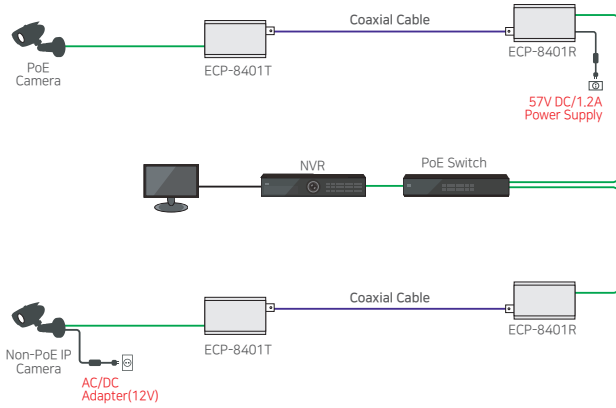 Coaxial Cable
PoE
Camera
ECP-8401T
ECP-8401R
57V DC/1.2A
Power Supply
NVR
PoE Switch
Coaxial Cable
ECP-8401T
ECP-8401R
Non-PoE IP
Camera
AC/DC
Adapter(12V)